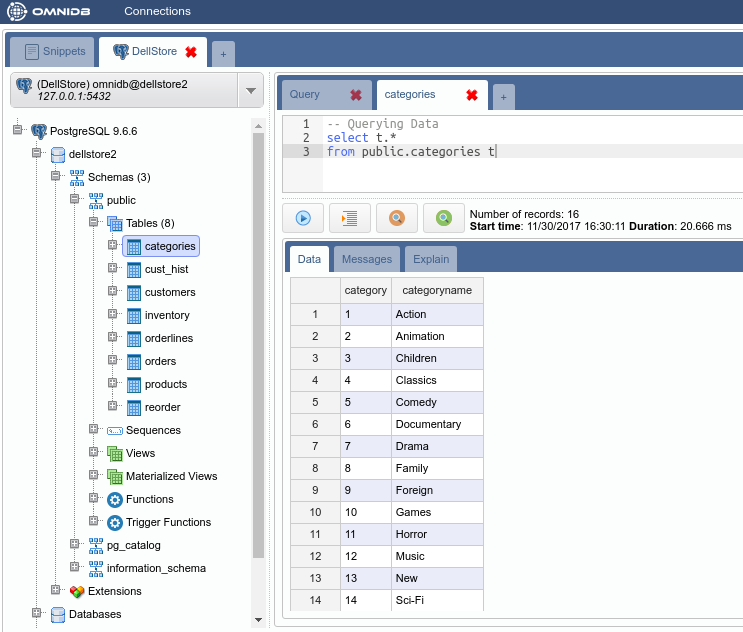 OMNIDB Connections
Snippets DellStore +
(DellStore) omnidb@dellstore2
127.0.0.1:5432
PostgreSQL 9.6.6
dellstore2
Schemas (3)
public
Tables (8)
categories
cust_hist
customers
inventory
orderlines
orders
products
reorder
Sequences
Views
Materialized Views
Functions
Trigger Functions
pg_catalog
information_schema
Extensions
Databases
Query categories +
1 -- Querying Data
2 select t.*
3 from public.categories t
Number of records: 16
Start time: 11/30/2017 16:30:11 Duration: 20.666 ms
Data Messages Explain
category categoryname
1 1 Action
2 2 Animation
3 3 Children
4 4 Classics
5 5 Comedy
6 6 Documentary
7 7 Drama
8 8 Family
9 9 Foreign
10 10 Games
11 11 Horror
12 12 Music
13 13 New
14 14 Sci-Fi